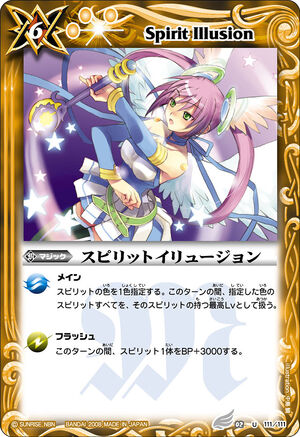 6
Spirit Illusion
マジック
スピリットイリュージョン
メイン
スピリットの色を1色指定する。このターンの間、指定した色の
スピリットすべてを、そのスピリットの持つ最高Lvとして扱う。
フラッシュ
このターンの間、スピリット1体をBP+3000する。
© SUNRISE, NBN BANDAI 2008 MADE IN JAPAN
02 U 111/111